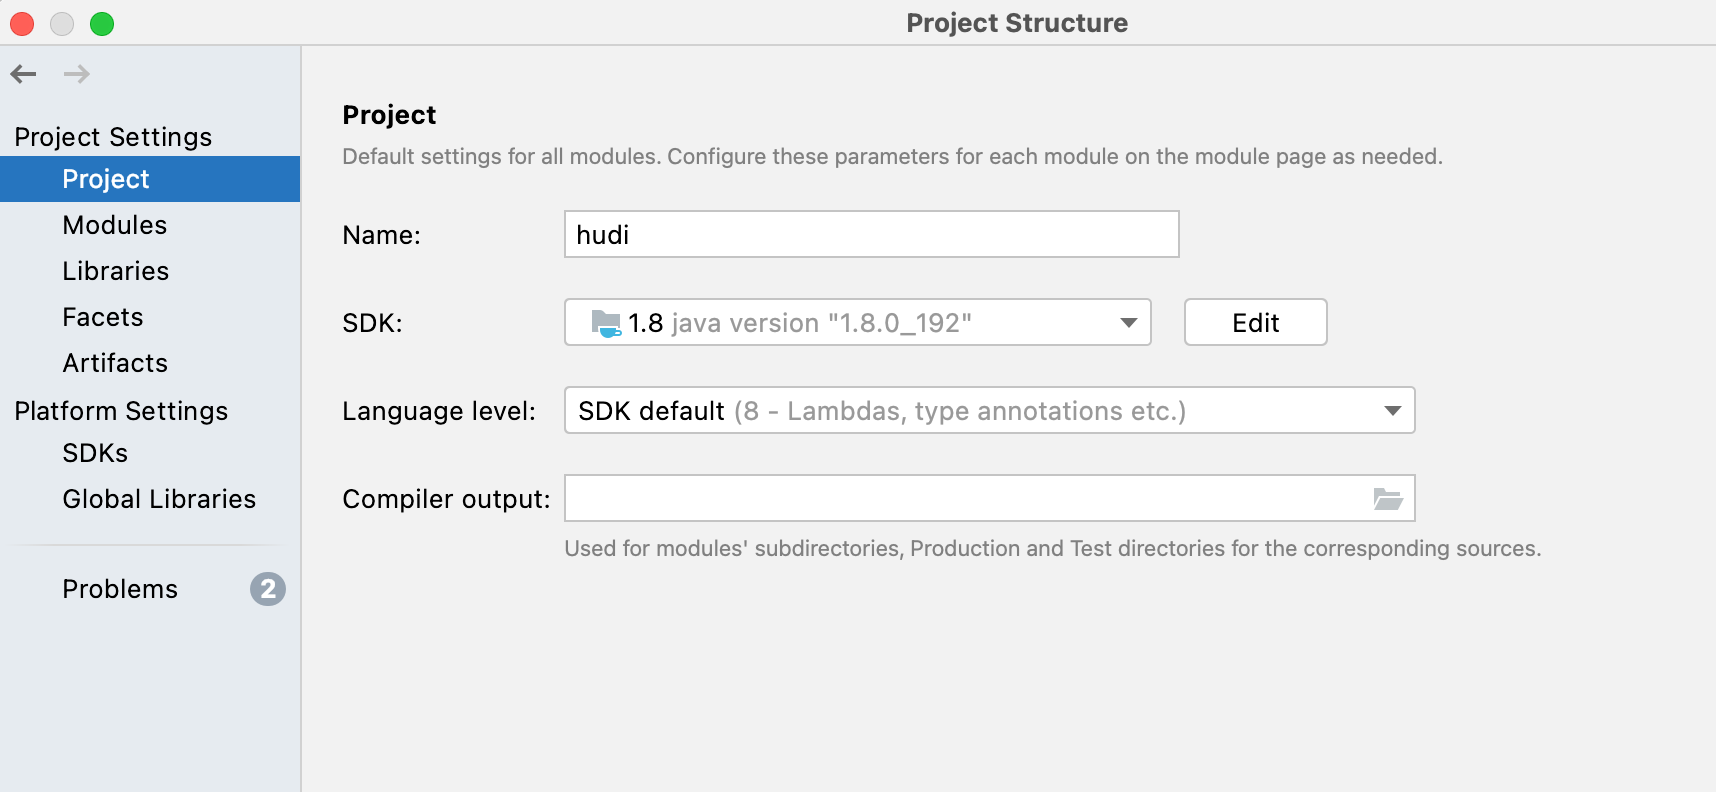 Project Structure
Project Settings
Project
Modules
Libraries
Facets
Artifacts
Platform Settings
SDKs
Global Libraries
Problems 2
Project
Default settings for all modules. Configure these parameters for each module on the module page as needed.
Name: hudi
SDK: 1.8 java version "1.8.0_192" Edit
Language level: SDK default (8 - Lambdas, type annotations etc.)
Compiler output:
Used for modules' subdirectories, Production and Test directories for the corresponding sources.